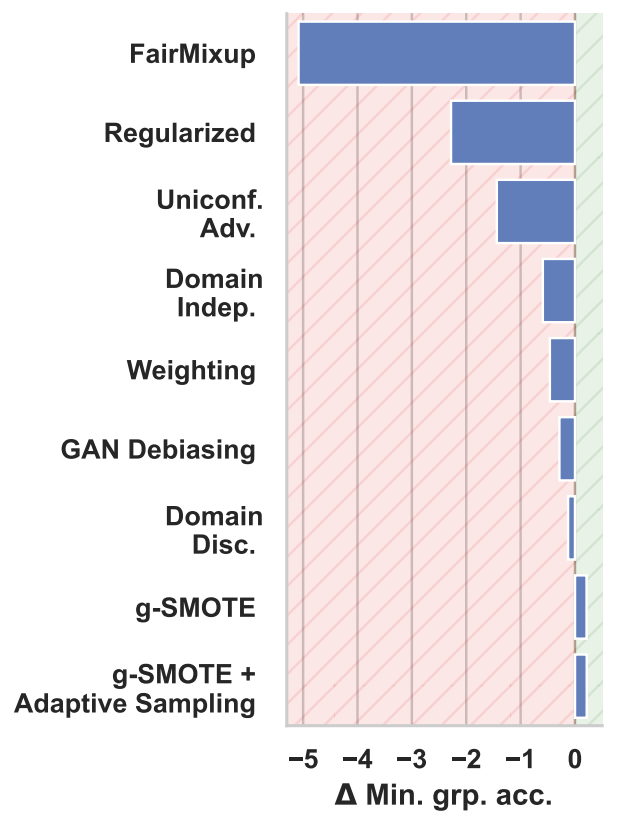 FairMixup
Regularized
Uniconf.
Adv.
Domain
Indep.
Weighting
GAN Debiasing
Domain
Disc.
g-SMOTE
g-SMOTE +
Adaptive Sampling
−5 −4 −3 −2 −1 0
Δ Min. grp. acc.